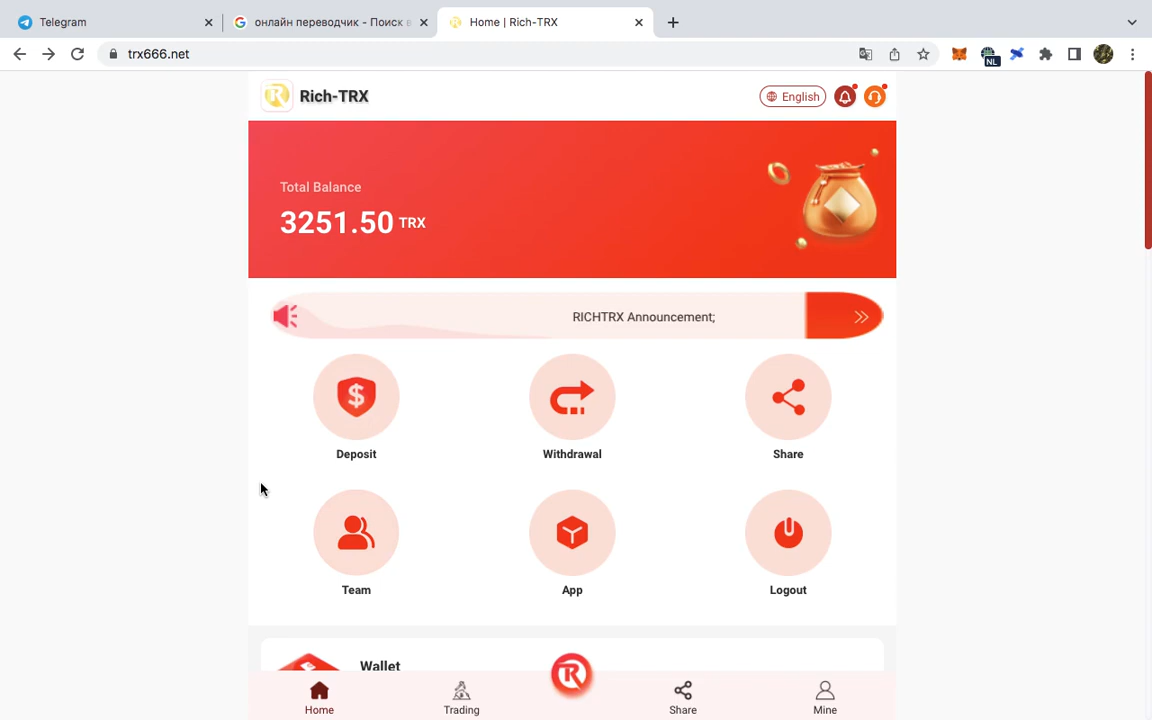 Telegram
онлайн переводчик - Поиск в
Home | Rich-TRX
trx666.net
NL
Rich-TRX
English
Total Balance
3251.50 TRX
RICHTRX Announcement;
Deposit
Withdrawal
Share
Team
App
Logout
Wallet
Home
Trading
Share
Mine